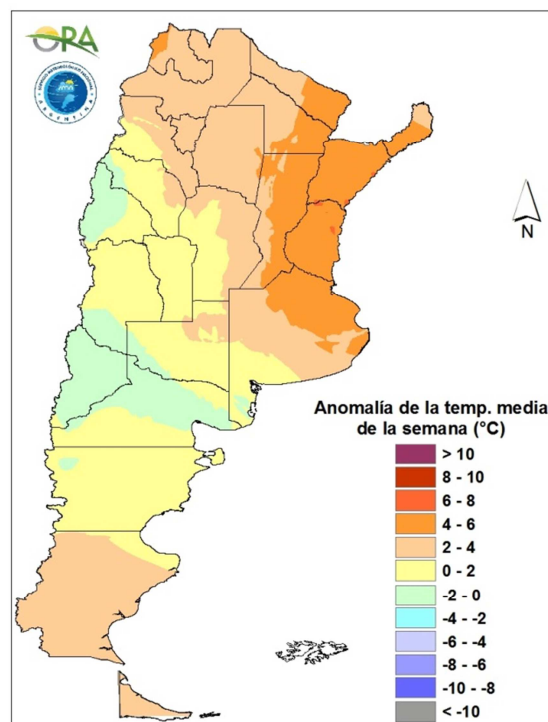 ORA
N
Anomalía de la temp. media
de la semana (°C)
> 10
8 - 10
6 - 8
4 - 6
2 - 4
0 - 2
-2 - 0
-4 - -2
-6 - -4
-8 - -6
-10 - -8
< -10